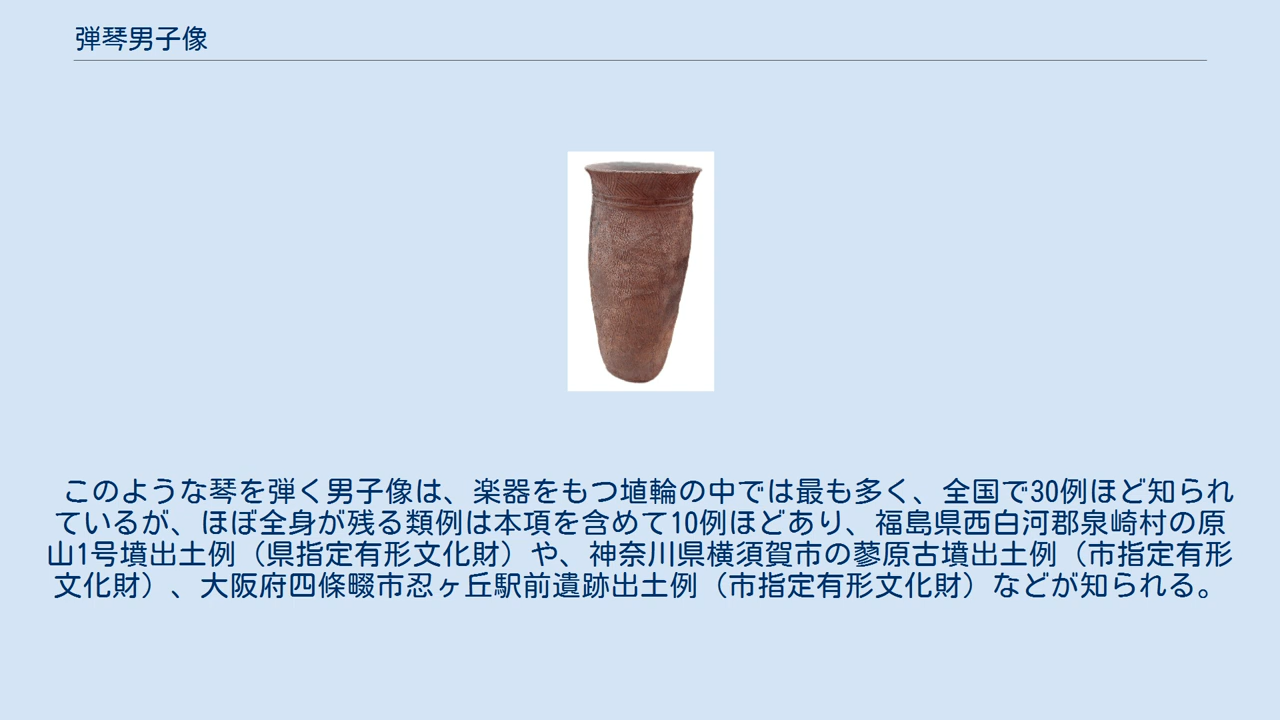 弾琴男子像
このような琴を弾く男子像は、楽器をもつ埴輪の中では最も多く、全国で30例ほど知られ
ているが、ほぼ全身が残る類例は本項を含めて10例ほどあり、福島県西白河郡泉崎村の原
山1号墳出土例（県指定有形文化財）や、神奈川県横須賀市の蓼原古墳出土例（市指定有形
文化財）、大阪府四條畷市忍ヶ丘駅前遺跡出土例（市指定有形文化財）などが知られる。